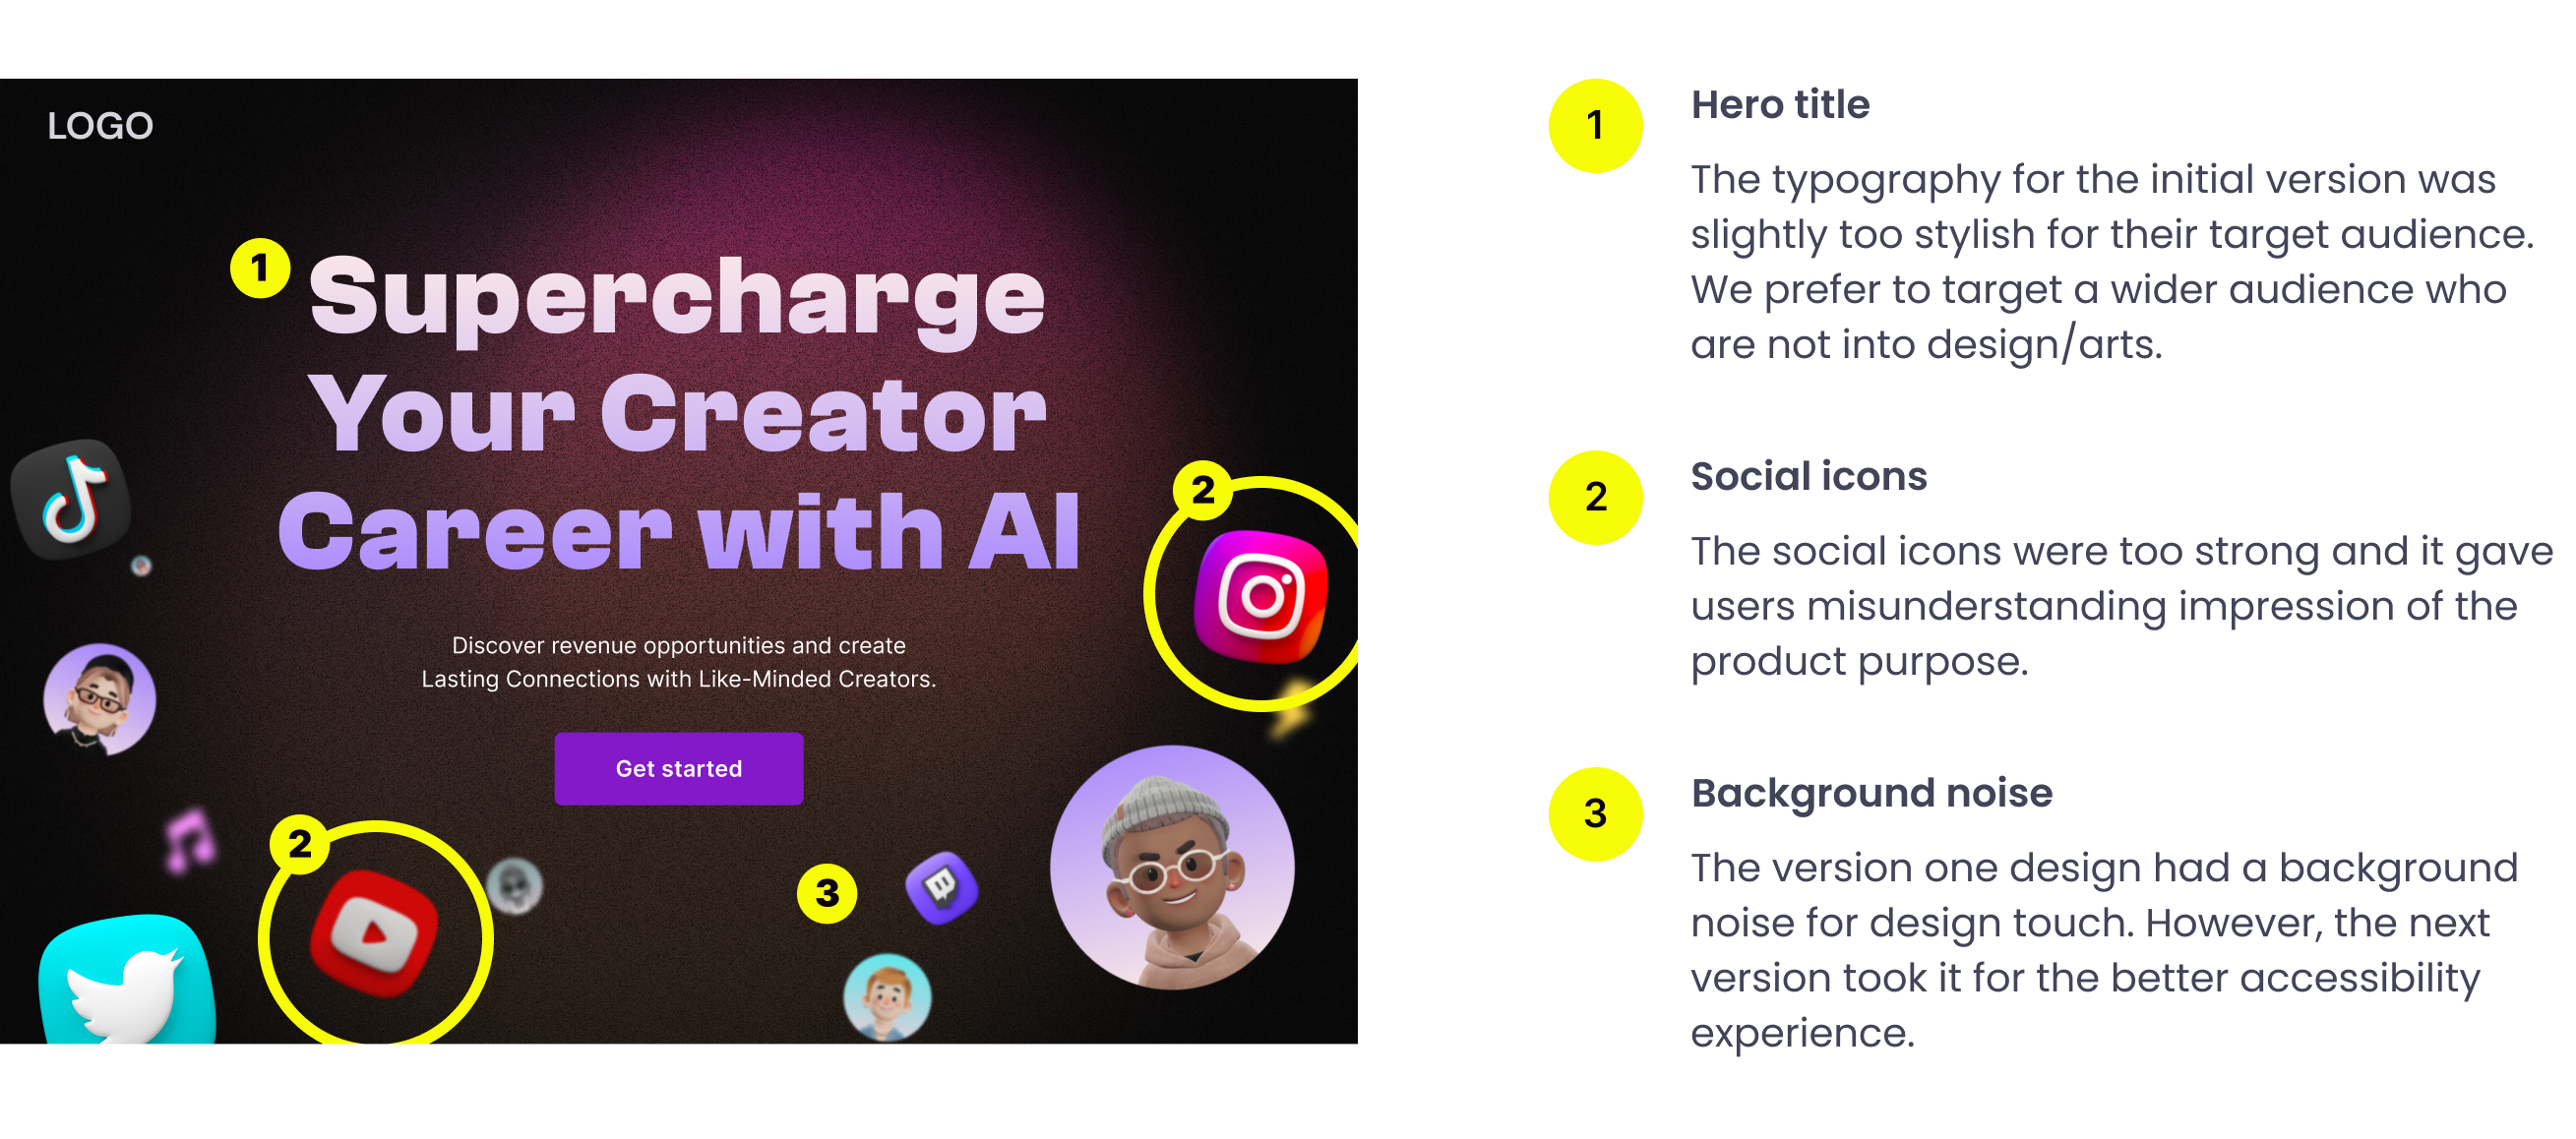 LOGO
1
Supercharge
Your Creator
Career with AI
2
Discover revenue opportunities and create
Lasting Connections with Like-Minded Creators.
Get started
2
3
1
Hero title
The typography for the initial version was
slightly too stylish for their target audience.
We prefer to target a wider audience who
are not into design/arts.
2
Social icons
The social icons were too strong and it gave
users misunderstanding impression of the
product purpose.
3
Background noise
The version one design had a background
noise for design touch. However, the next
version took it for the better accessibility
experience.